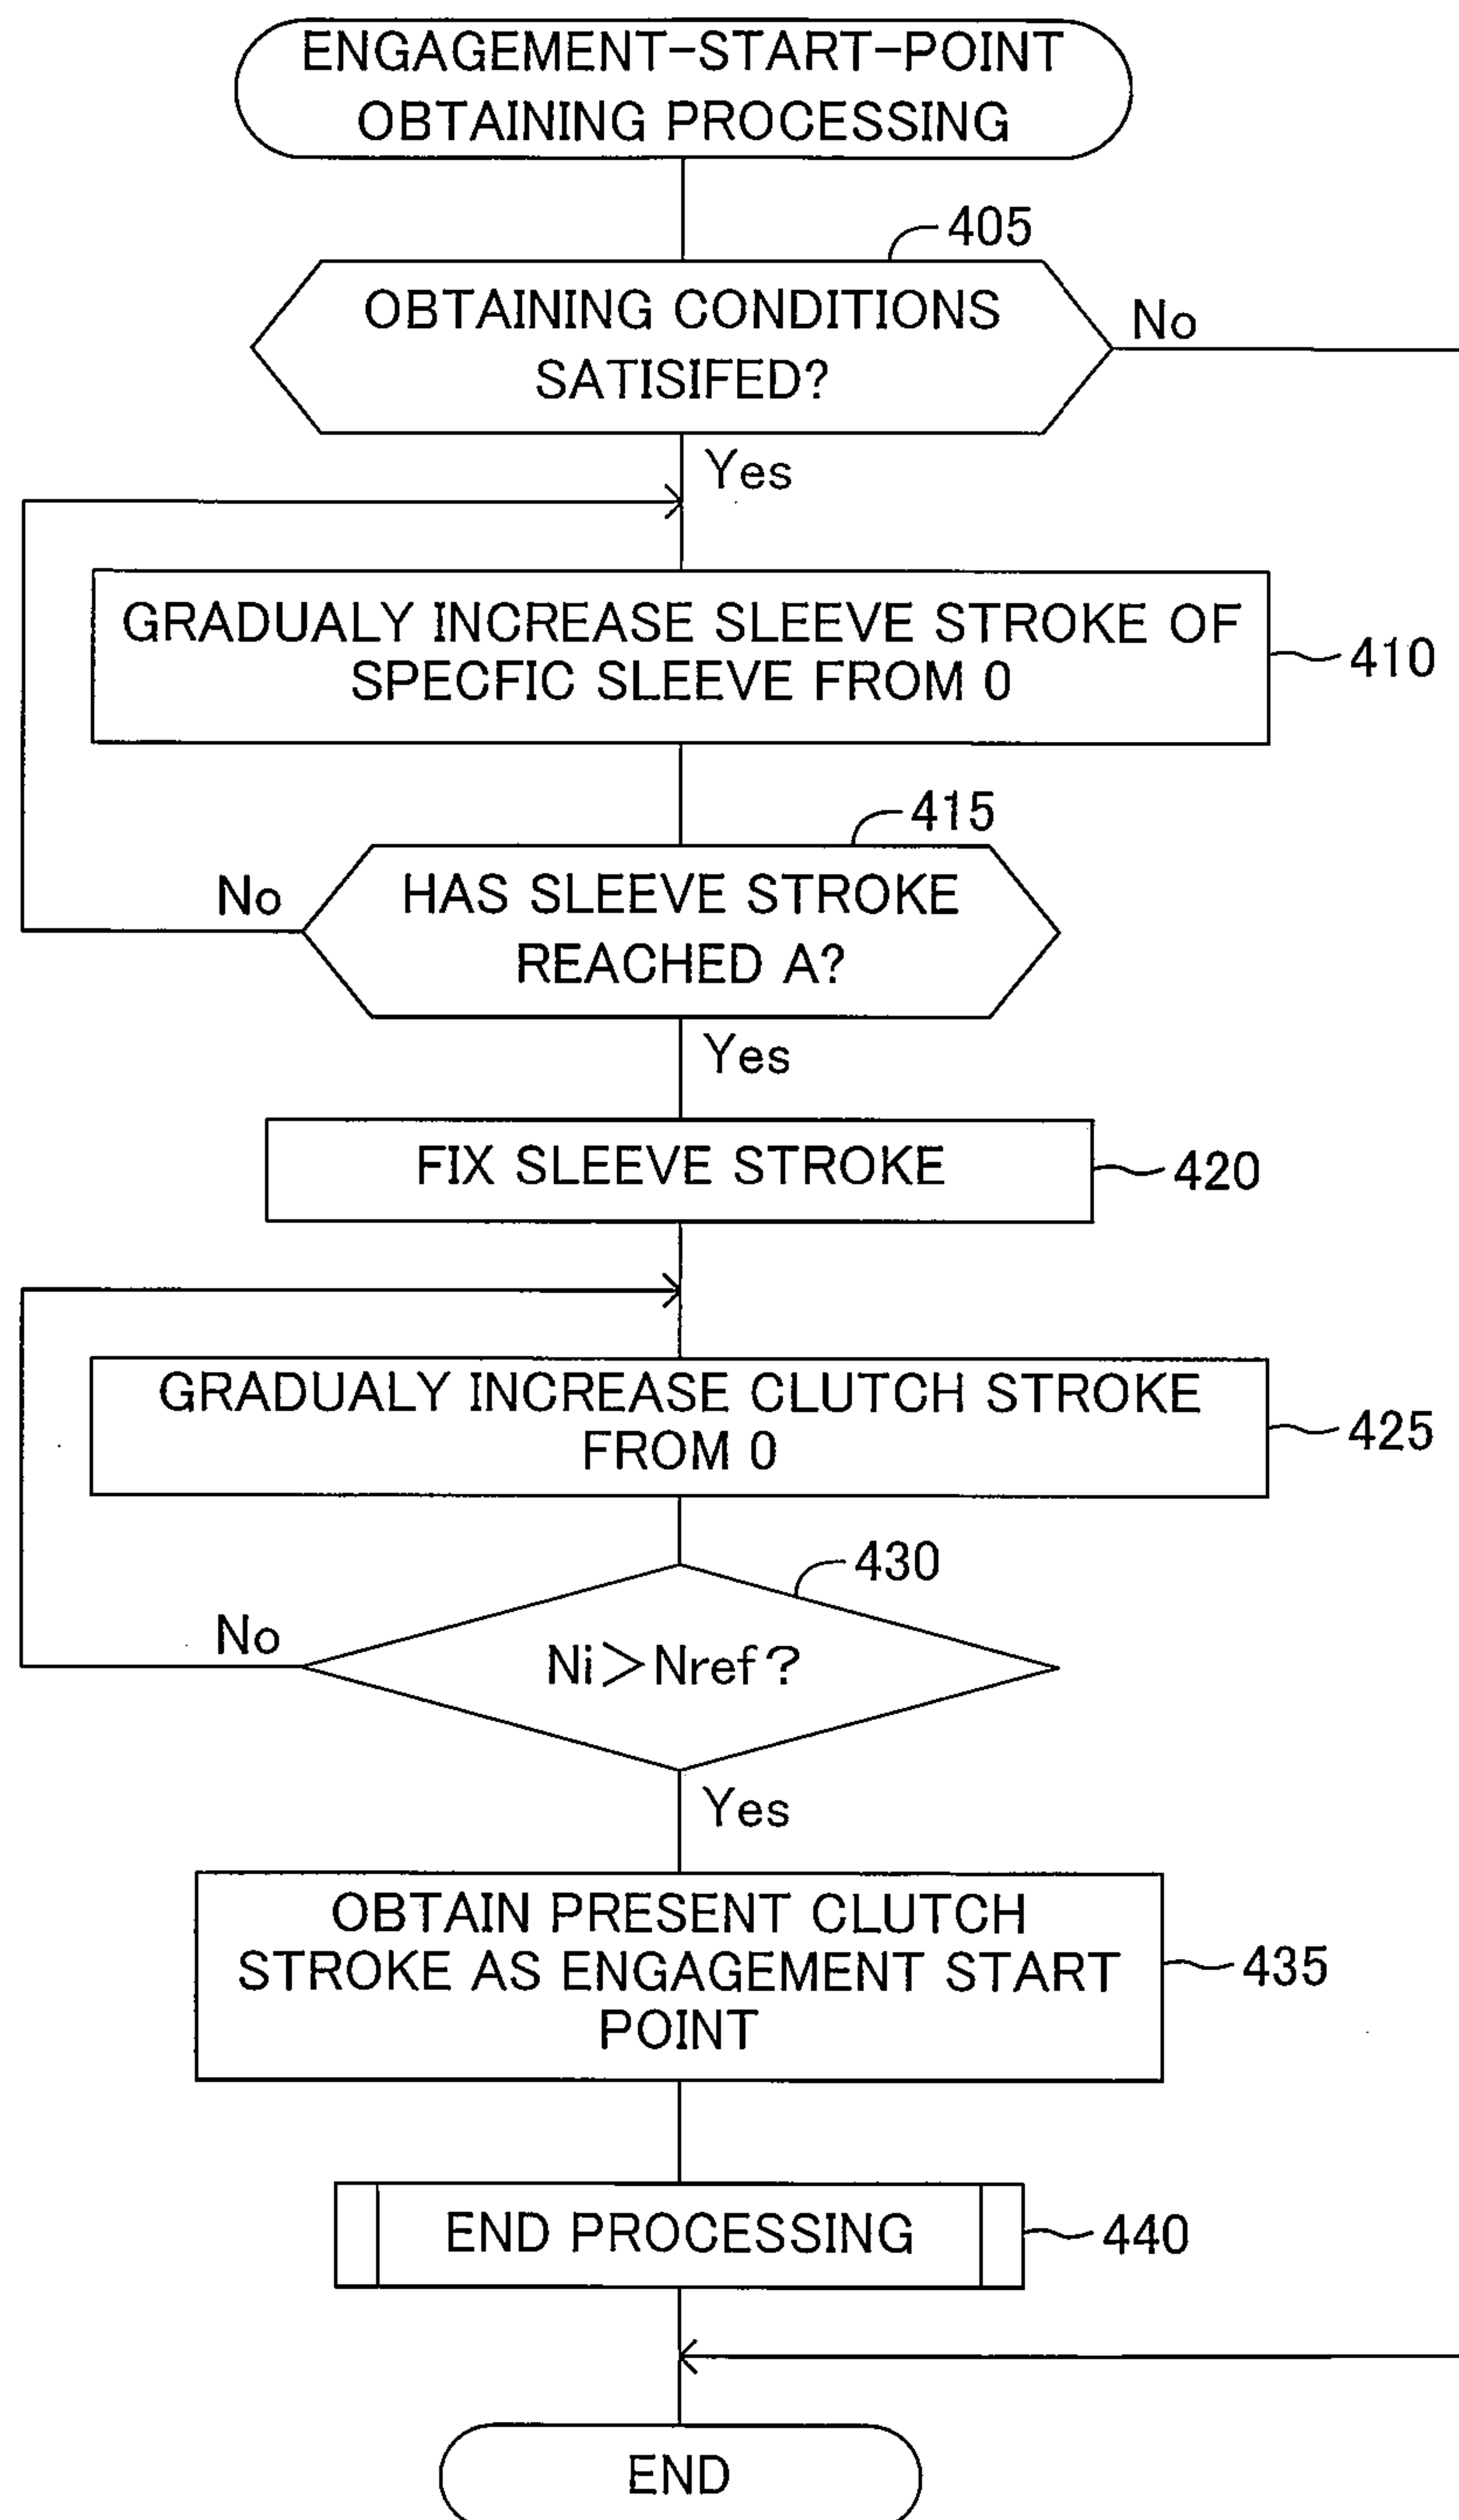 ENGAGEMENT-START-POINT
OBTAINING PROCESSING
405
OBTAINING CONDITIONS
SATISIFED?
No
Yes
GRADUALY INCREASE SLEEVE STROKE OF
SPECFIC SLEEVE FROM 0
410
415
HAS SLEEVE STROKE
REACHED A?
No
Yes
FIX SLEEVE STROKE
420
GRADUALY INCREASE CLUTCH STROKE
FROM 0
425
430
Ni>Nref?
No
Yes
OBTAIN PRESENT CLUTCH
STROKE AS ENGAGEMENT START
POINT
435
END PROCESSING
440
END